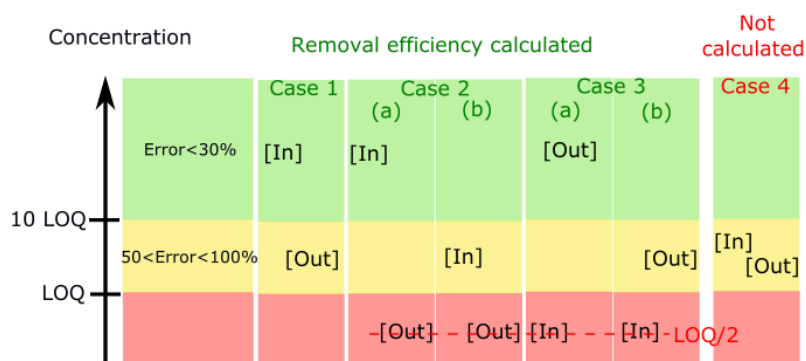 Concentration
Removal efficiency calculated
Not
calculated
Case 1
Case 2
Case 3
Case 4
(a)
(b)
(a)
(b)
Error<30%
[In]
[In]
[Out]
10 LOQ
50<Error<100%
[Out]
[In]
[Out]
[In]
[Out]
LOQ
[Out]
[Out]
[In]
[In]
LOQ/2